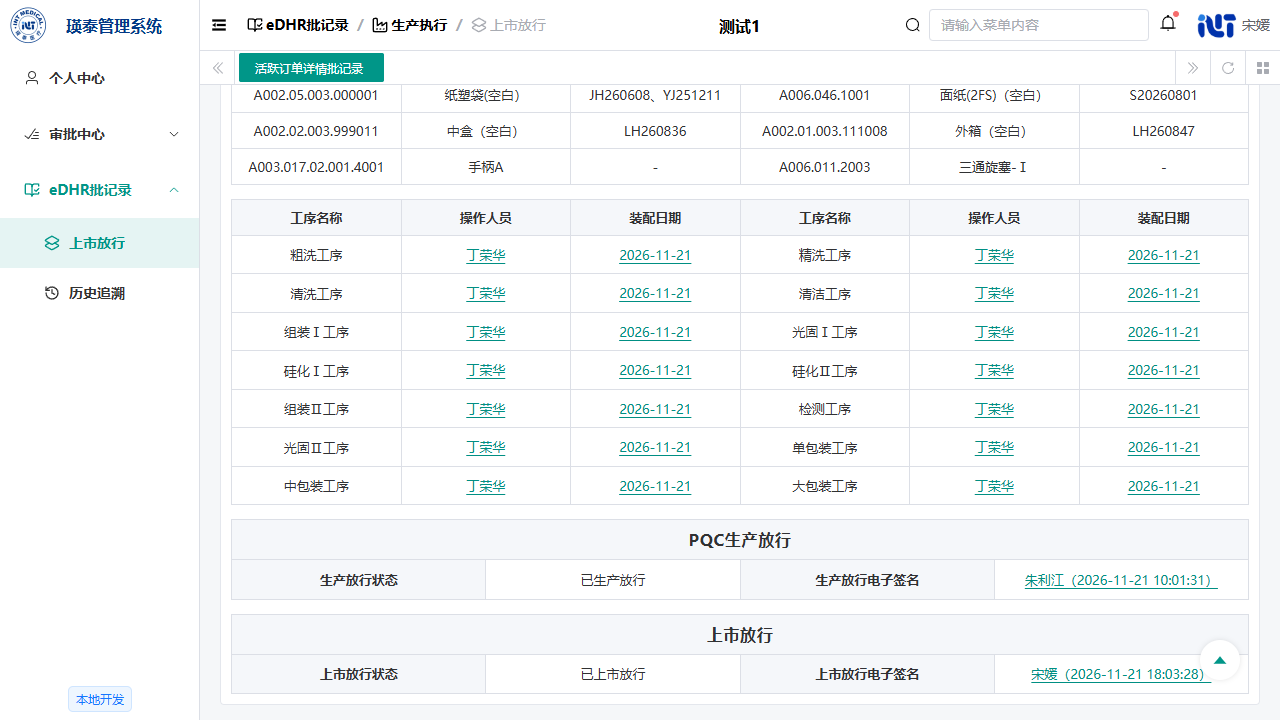 瑛泰管理系统
eDHR批记录 / 生产执行 / 上市放行
测试1
请输入菜单内容
宋媛
个人中心
审批中心
eDHR批记录
上市放行
历史追溯
本地开发
活跃订单详情批记录
A002.05.003.000001 纸塑袋(空白) JH260608、YJ251211 A006.046.1001 面纸(2FS)（空白） S20260801
A002.02.003.999011 中盒（空白） LH260836 A002.01.003.111008 外箱（空白） LH260847
A003.017.02.001.4001 手柄A - A006.011.2003 三通旋塞-Ⅰ -
工序名称 操作人员 装配日期 工序名称 操作人员 装配日期
粗洗工序 丁荣华 2026-11-21 精洗工序 丁荣华 2026-11-21
清洗工序 丁荣华 2026-11-21 清洁工序 丁荣华 2026-11-21
组装Ⅰ工序 丁荣华 2026-11-21 光固Ⅰ工序 丁荣华 2026-11-21
硅化Ⅰ工序 丁荣华 2026-11-21 硅化Ⅱ工序 丁荣华 2026-11-21
组装Ⅱ工序 丁荣华 2026-11-21 检测工序 丁荣华 2026-11-21
光固Ⅱ工序 丁荣华 2026-11-21 单包装工序 丁荣华 2026-11-21
中包装工序 丁荣华 2026-11-21 大包装工序 丁荣华 2026-11-21
PQC生产放行
生产放行状态 已生产放行 生产放行电子签名 朱利江（2026-11-21 10:01:31）
上市放行
上市放行状态 已上市放行 上市放行电子签名 宋媛（2026-11-21 18:03:28）